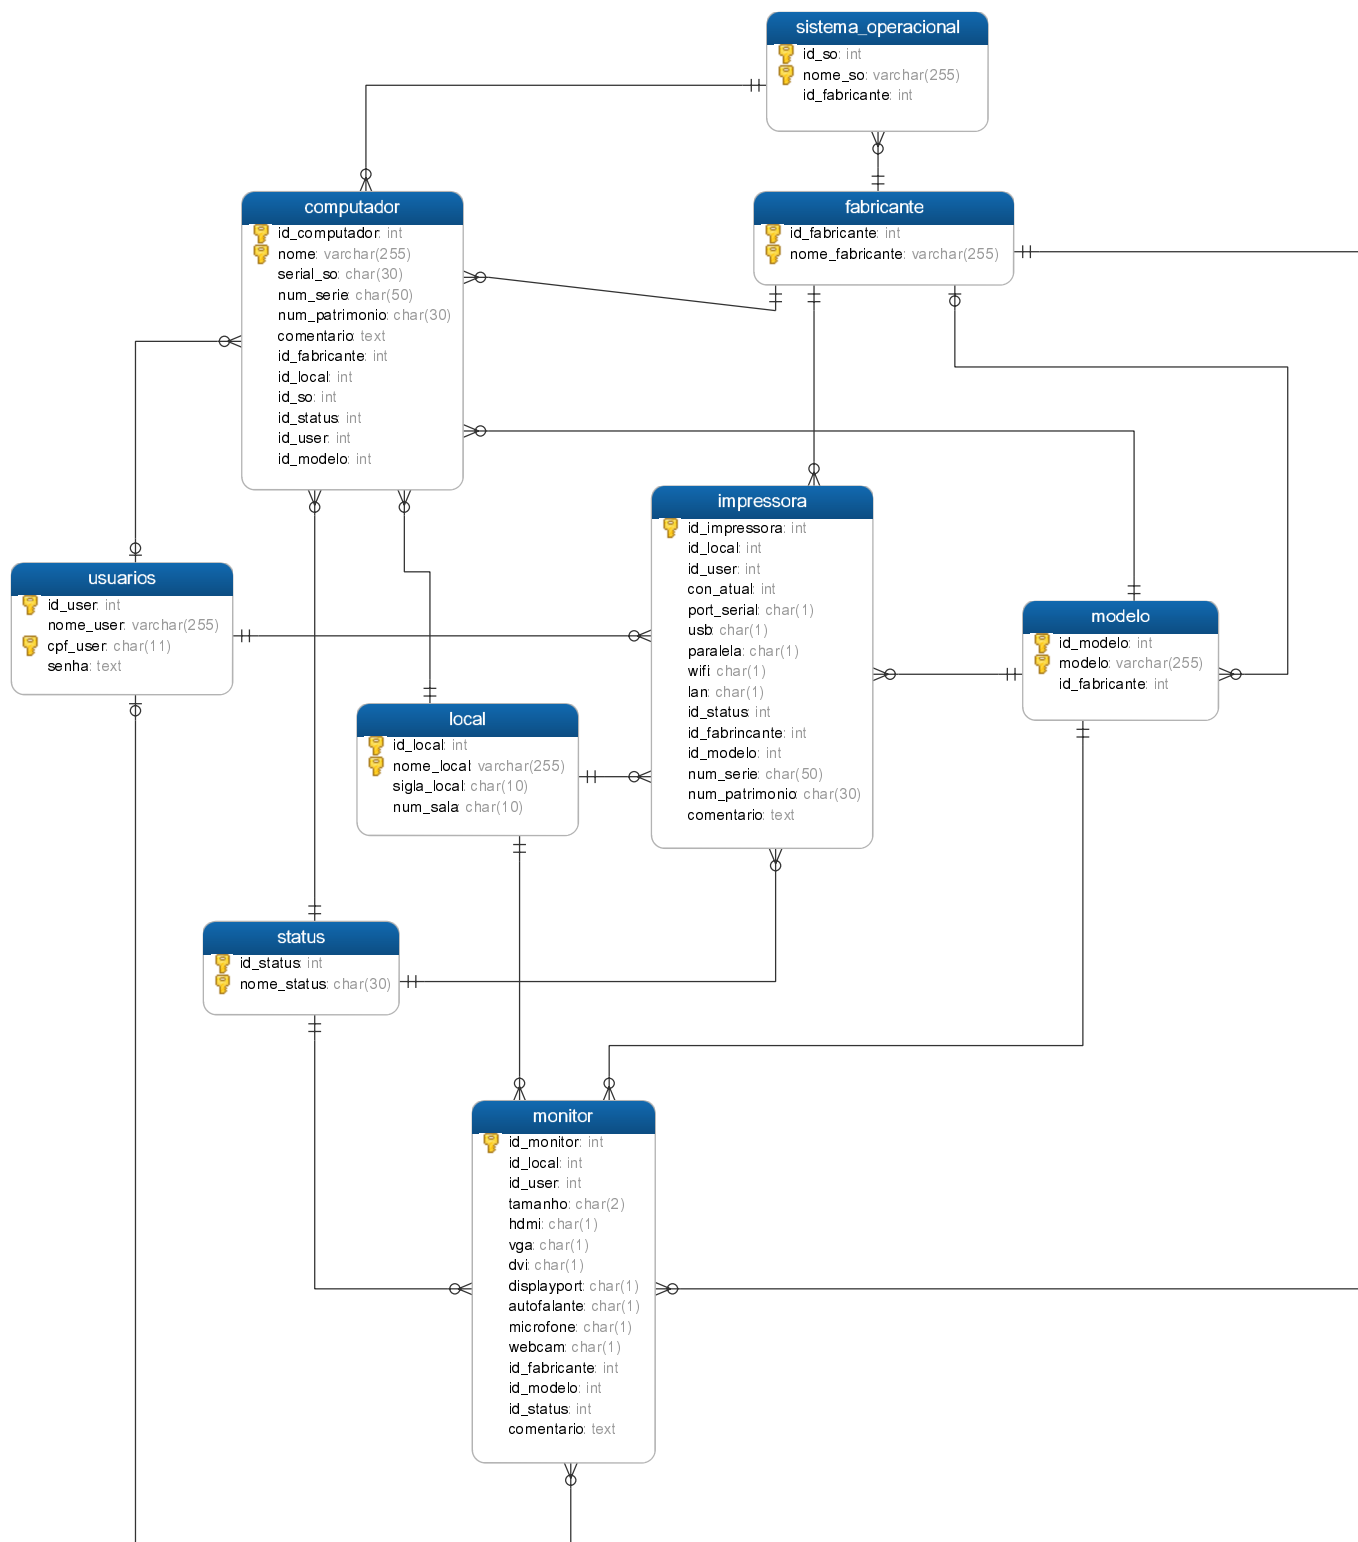 sistema_operacional
id_so: int
nome_so: varchar(255)
id_fabricante: int
computador
id_computador: int
nome: varchar(255)
serial_so: char(30)
num_serie: char(50)
num_patrimonio: char(30)
comentario: text
id_fabricante: int
id_local: int
id_so: int
id_status: int
id_user: int
id_modelo: int
fabricante
id_fabricante: int
nome_fabricante: varchar(255)
impressora
id_impressora: int
id_local: int
id_user: int
con_atual: int
port_serial: char(1)
usb: char(1)
paralela: char(1)
wifi: char(1)
lan: char(1)
id_status: int
id_fabrincante: int
id_modelo: int
num_serie: char(50)
num_patrimonio: char(30)
comentario: text
usuarios
id_user: int
nome_user: varchar(255)
cpf_user: char(11)
senha: text
modelo
id_modelo: int
modelo: varchar(255)
id_fabricante: int
local
id_local: int
nome_local: varchar(255)
sigla_local: char(10)
num_sala: char(10)
status
id_status: int
nome_status: char(30)
monitor
id_monitor: int
id_local: int
id_user: int
tamanho: char(2)
hdmi: char(1)
vga: char(1)
dvi: char(1)
displayport: char(1)
autofalante: char(1)
microfone: char(1)
webcam: char(1)
id_fabricante: int
id_modelo: int
id_status: int
comentario: text